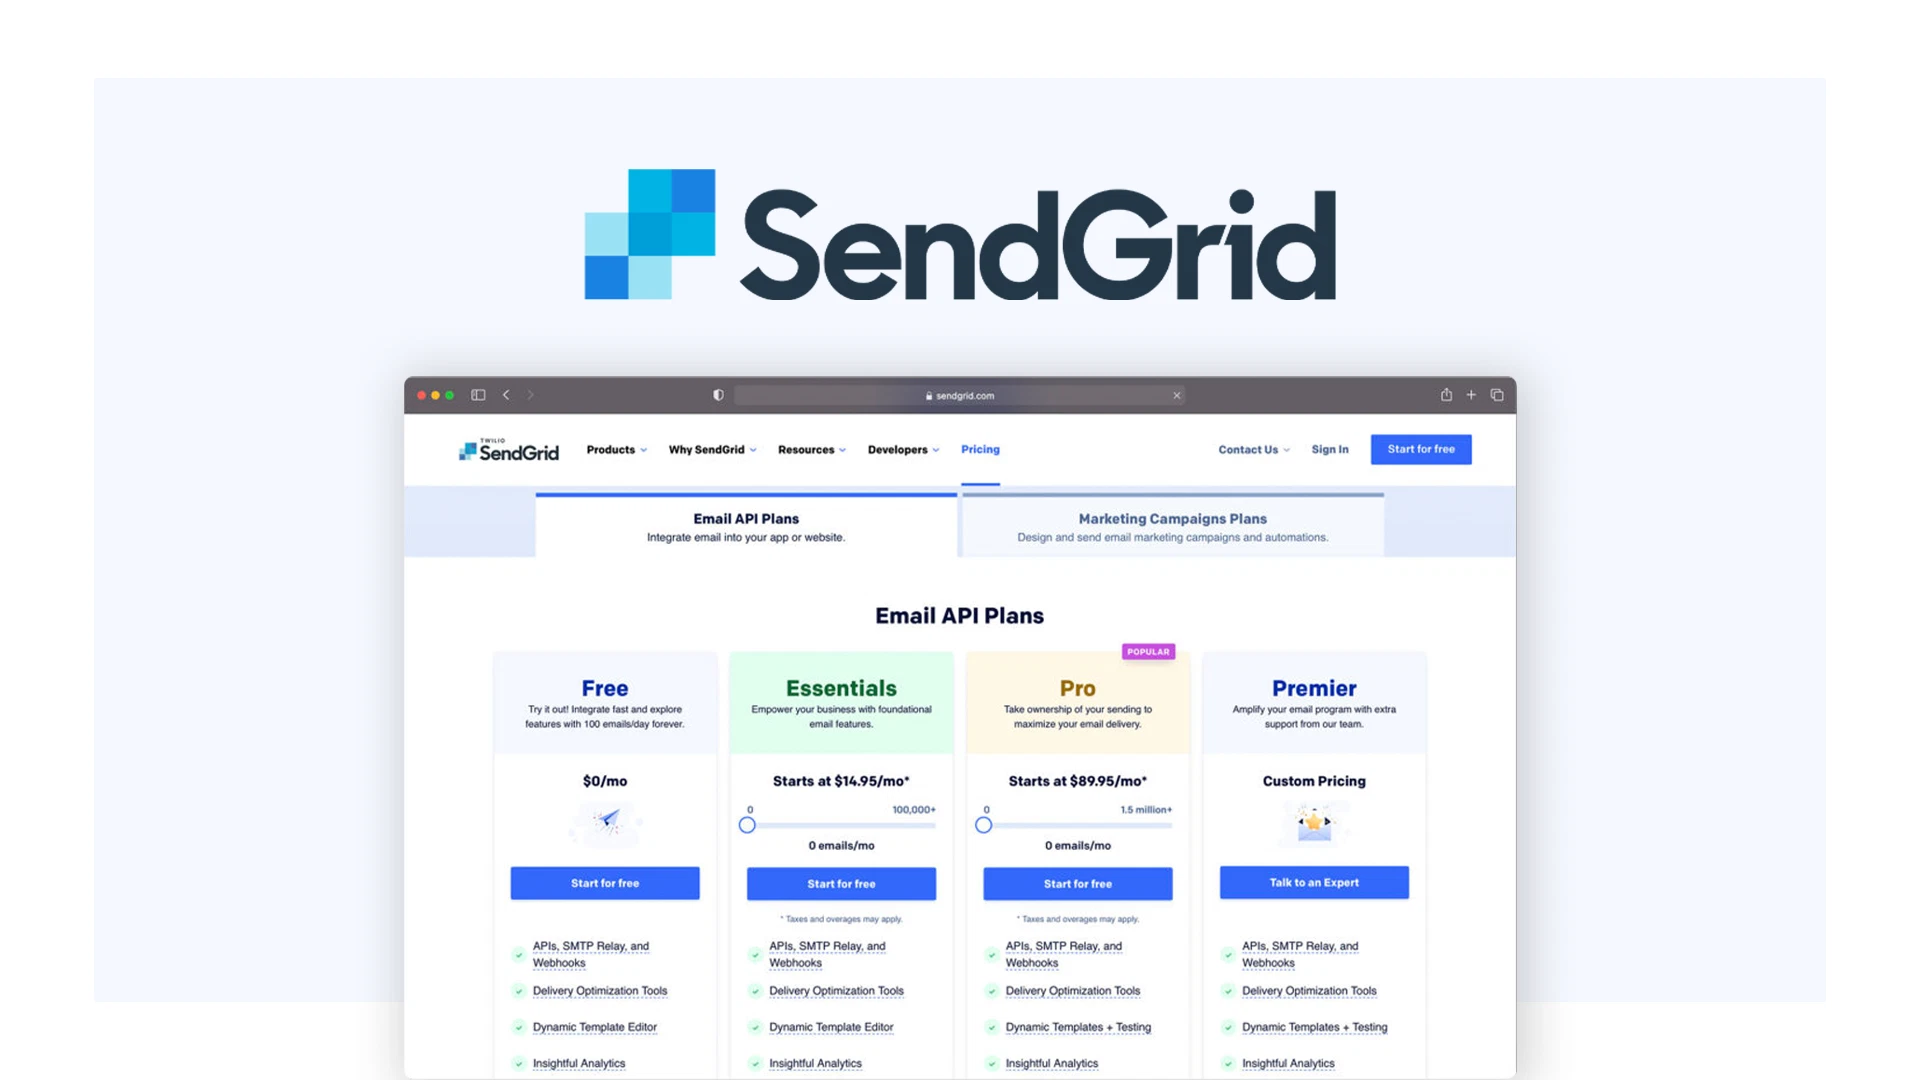 SendGrid
sendgrid.com
TWILIO
SendGrid
Products
Why SendGrid
Resources
Developers
Pricing
Contact Us
Sign In
Start for free
Email API Plans
Integrate email into your app or website.
Marketing Campaigns Plans
Design and send email marketing campaigns and automations.
Email API Plans
Free
Try it out! Integrate fast and explore
features with 100 emails/day forever.
$0/mo
Start for free
APIs, SMTP Relay, and
Webhooks
Delivery Optimization Tools
Dynamic Template Editor
Insightful Analytics
Essentials
Empower your business with foundational
email features.
Starts at $14.95/mo*
0
100,000+
0 emails/mo
Start for free
* Taxes and overages may apply.
APIs, SMTP Relay, and
Webhooks
Delivery Optimization Tools
Dynamic Template Editor
Insightful Analytics
POPULAR
Pro
Take ownership of your sending to
maximize your email delivery.
Starts at $89.95/mo*
0
1.5 million+
0 emails/mo
Start for free
* Taxes and overages may apply.
APIs, SMTP Relay, and
Webhooks
Delivery Optimization Tools
Dynamic Templates + Testing
Insightful Analytics
Premier
Amplify your email program with extra
support from our team.
Custom Pricing
Talk to an Expert
APIs, SMTP Relay, and
Webhooks
Delivery Optimization Tools
Dynamic Templates + Testing
Insightful Analytics